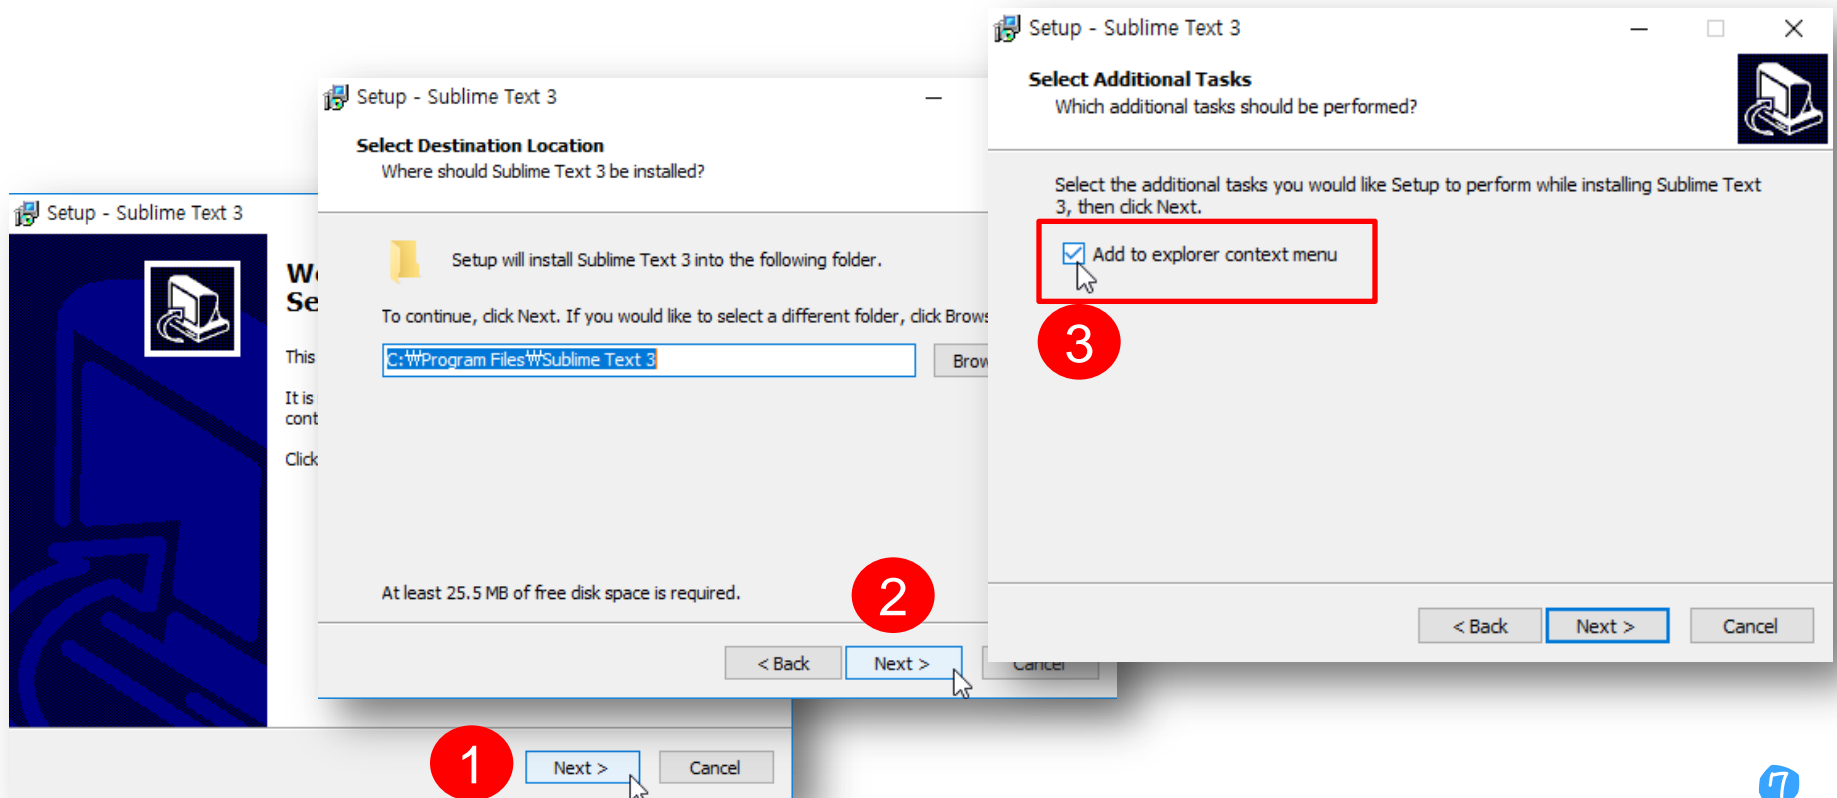 Setup - Sublime Text 3
This
It is
cont
Click
1
Next >
Cancel
Setup - Sublime Text 3
Select Destination Location
Where should Sublime Text 3 be installed?
Setup will install Sublime Text 3 into the following folder.
To continue, click Next. If you would like to select a different folder, click Brows
C:₩Program Files₩Sublime Text 3
Brow
At least 25.5 MB of free disk space is required.
2
< Back
Next >
Cancel
Setup - Sublime Text 3
Select Additional Tasks
Which additional tasks should be performed?
Select the additional tasks you would like Setup to perform while installing Sublime Text
3, then click Next.
Add to explorer context menu
3
< Back
Next >
Cancel
7